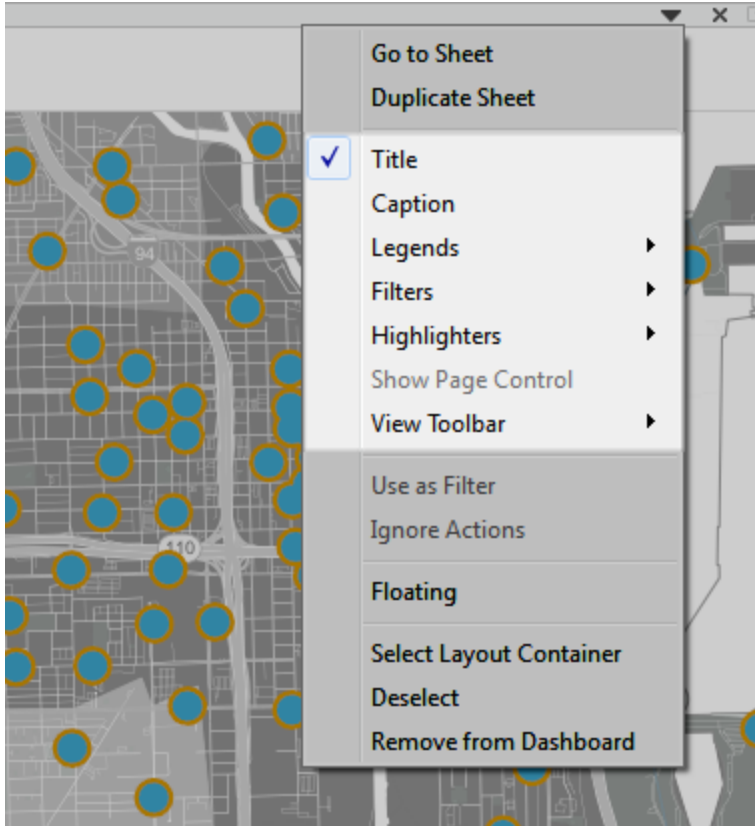 Go to Sheet
Duplicate Sheet
Title
Caption
Legends
Filters
Highlighters
Show Page Control
View Toolbar
Use as Filter
Ignore Actions
Floating
Select Layout Container
Deselect
Remove from Dashboard
94
110